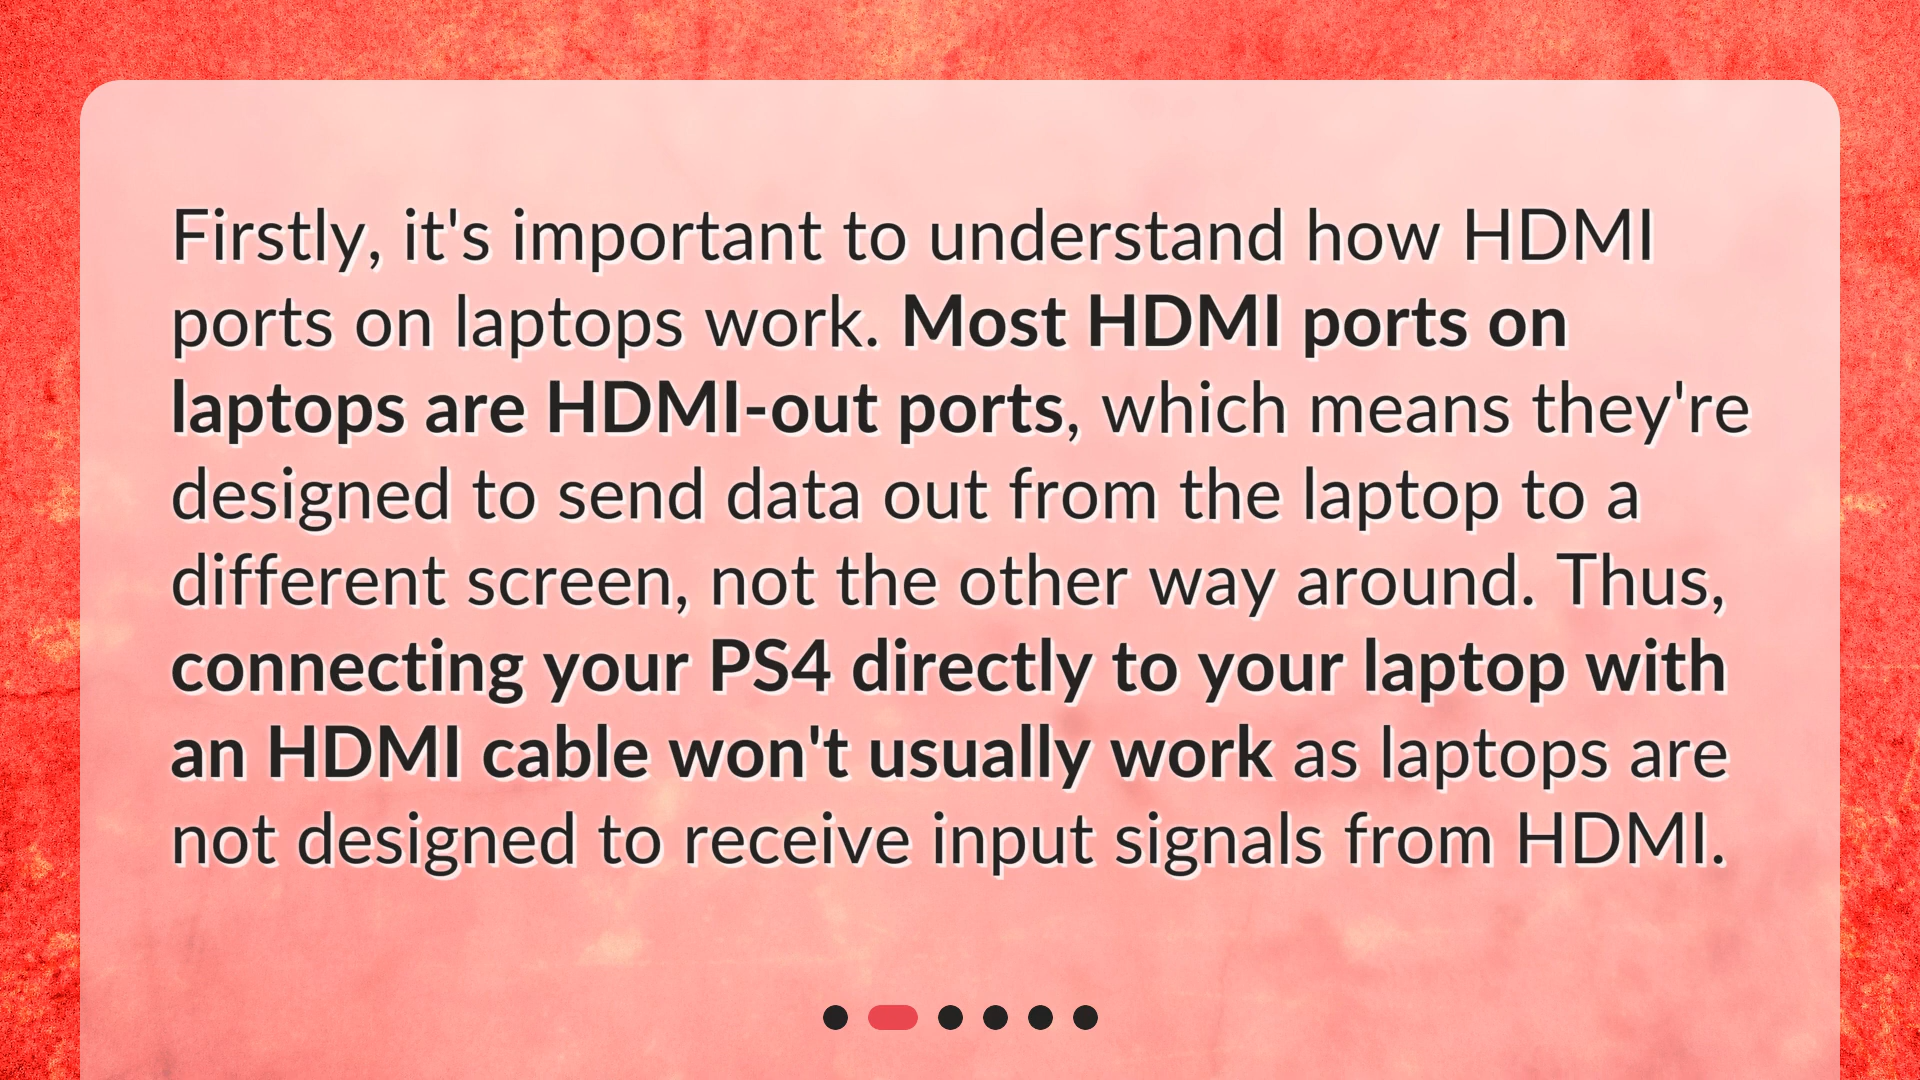 Firstly, it's important to understand how HDMI
ports on laptops work. Most HDMI ports on
laptops are HDMI-out ports, which means they're
designed to send data out from the laptop to a
different screen, not the other way around. Thus,
connecting your PS4 directly to your laptop with
an HDMI cable won't usually work as laptops are
not designed to receive input signals from HDMI.